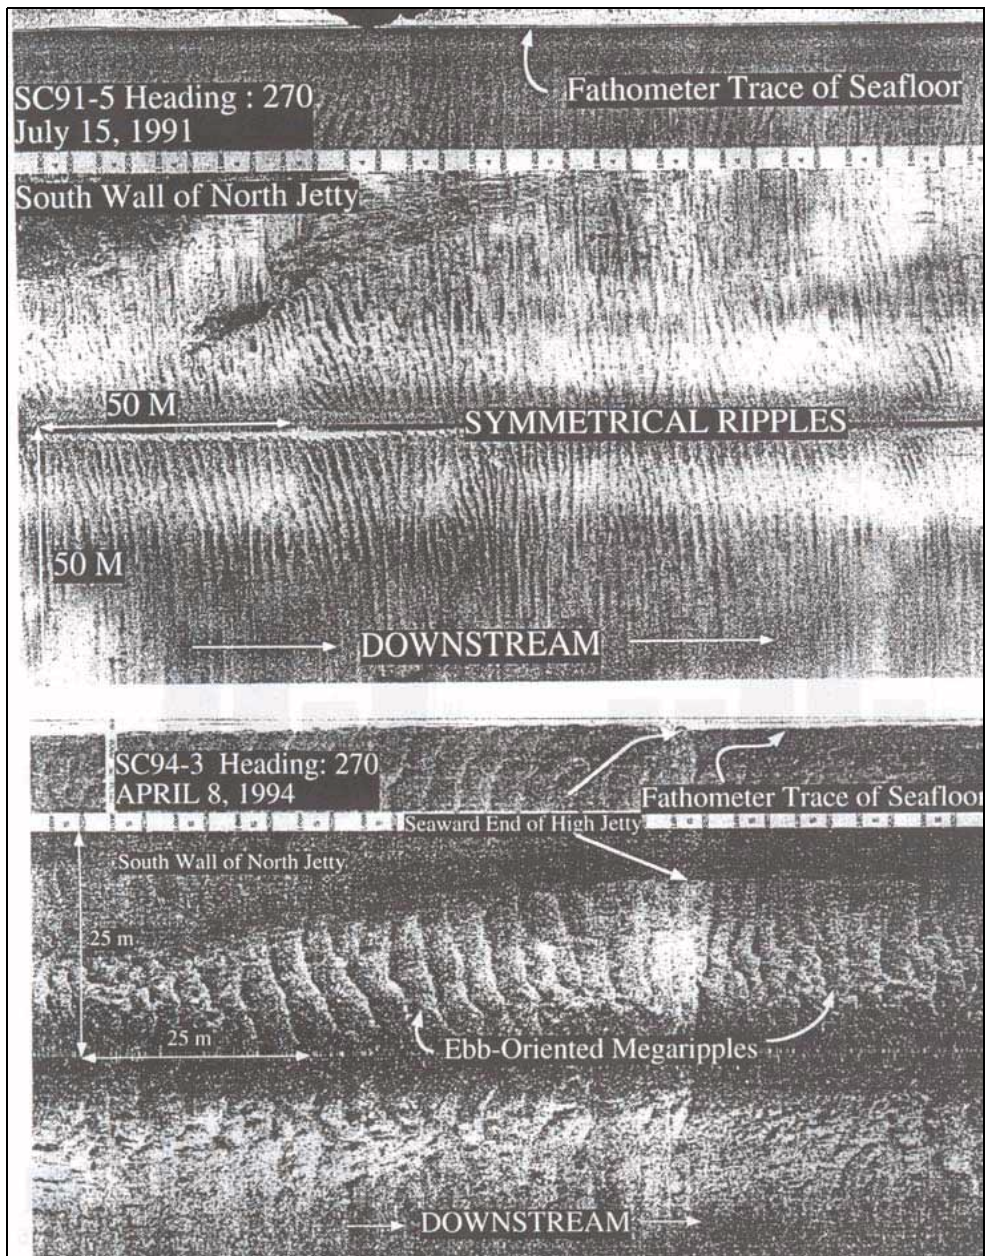 Fathometer Trace of Seafloor
SC91-5 Heading : 270
July 15, 1991
South Wall of North Jetty
50 M
SYMMETRICAL RIPPLES
50 M
DOWNSTREAM
SC94-3 Heading: 270
APRIL 8, 1994
Fathometer Trace of Seafloor
Seaward End of High Jetty
South Wall of North Jetty
25 m
25 m
Ebb-Oriented Megaripples
DOWNSTREAM